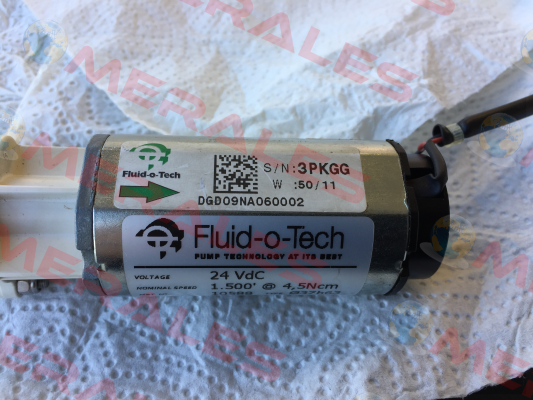 MERALES
Fluid-o-Tech
S/N:3PKGG
W :50/11
DGD09NA060002
Fluid-o-Tech
PUMP TECHNOLOGY AT ITS BEST
VOLTAGE 24 VdC
NOMINAL SPEED 1.500' @ 4,5Ncm